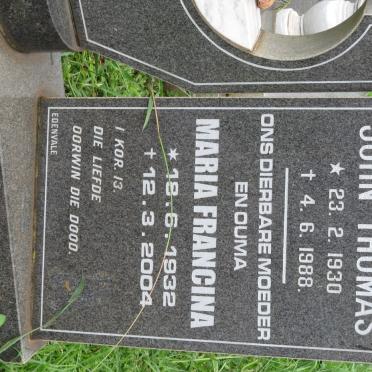 JOHN THOMAS
★ 23. 2. 1930
✝ 4. 6. 1988.
ONS DIERBARE MOEDER
EN OUMA
MARIA FRANCINA
★ 18. 6. 1932
✝ 12. 3. 2004
1 KOR. 13.
DIE LIEFDE
OORWIN DIE DOOD.
EDENVALE